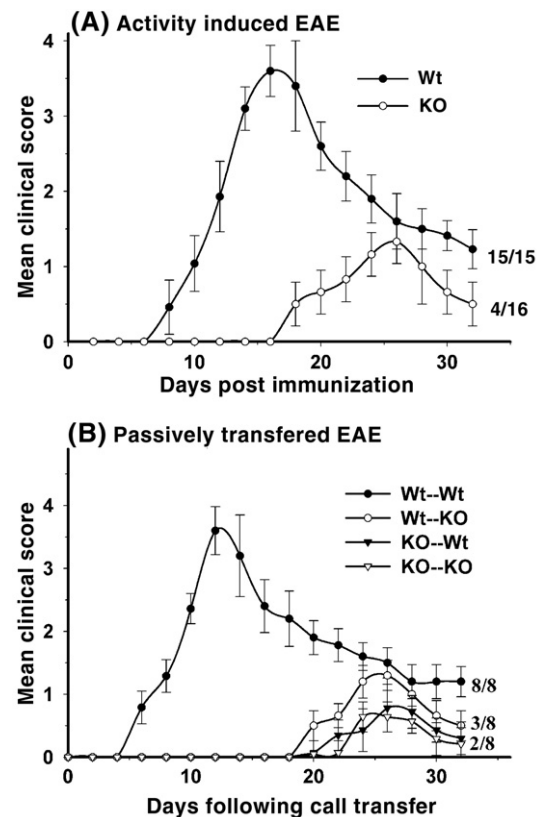 (A) Activity induced EAE
Mean clinical score
4
3
2
1
0
Wt
KO
15/15
4/16
0 10 20 30
Days post immunization
(B) Passively transfered EAE
Mean clinical score
4
3
2
1
0
Wt--Wt
Wt--KO
KO--Wt
KO--KO
8/8
3/8
2/8
0 10 20 30
Days following call transfer